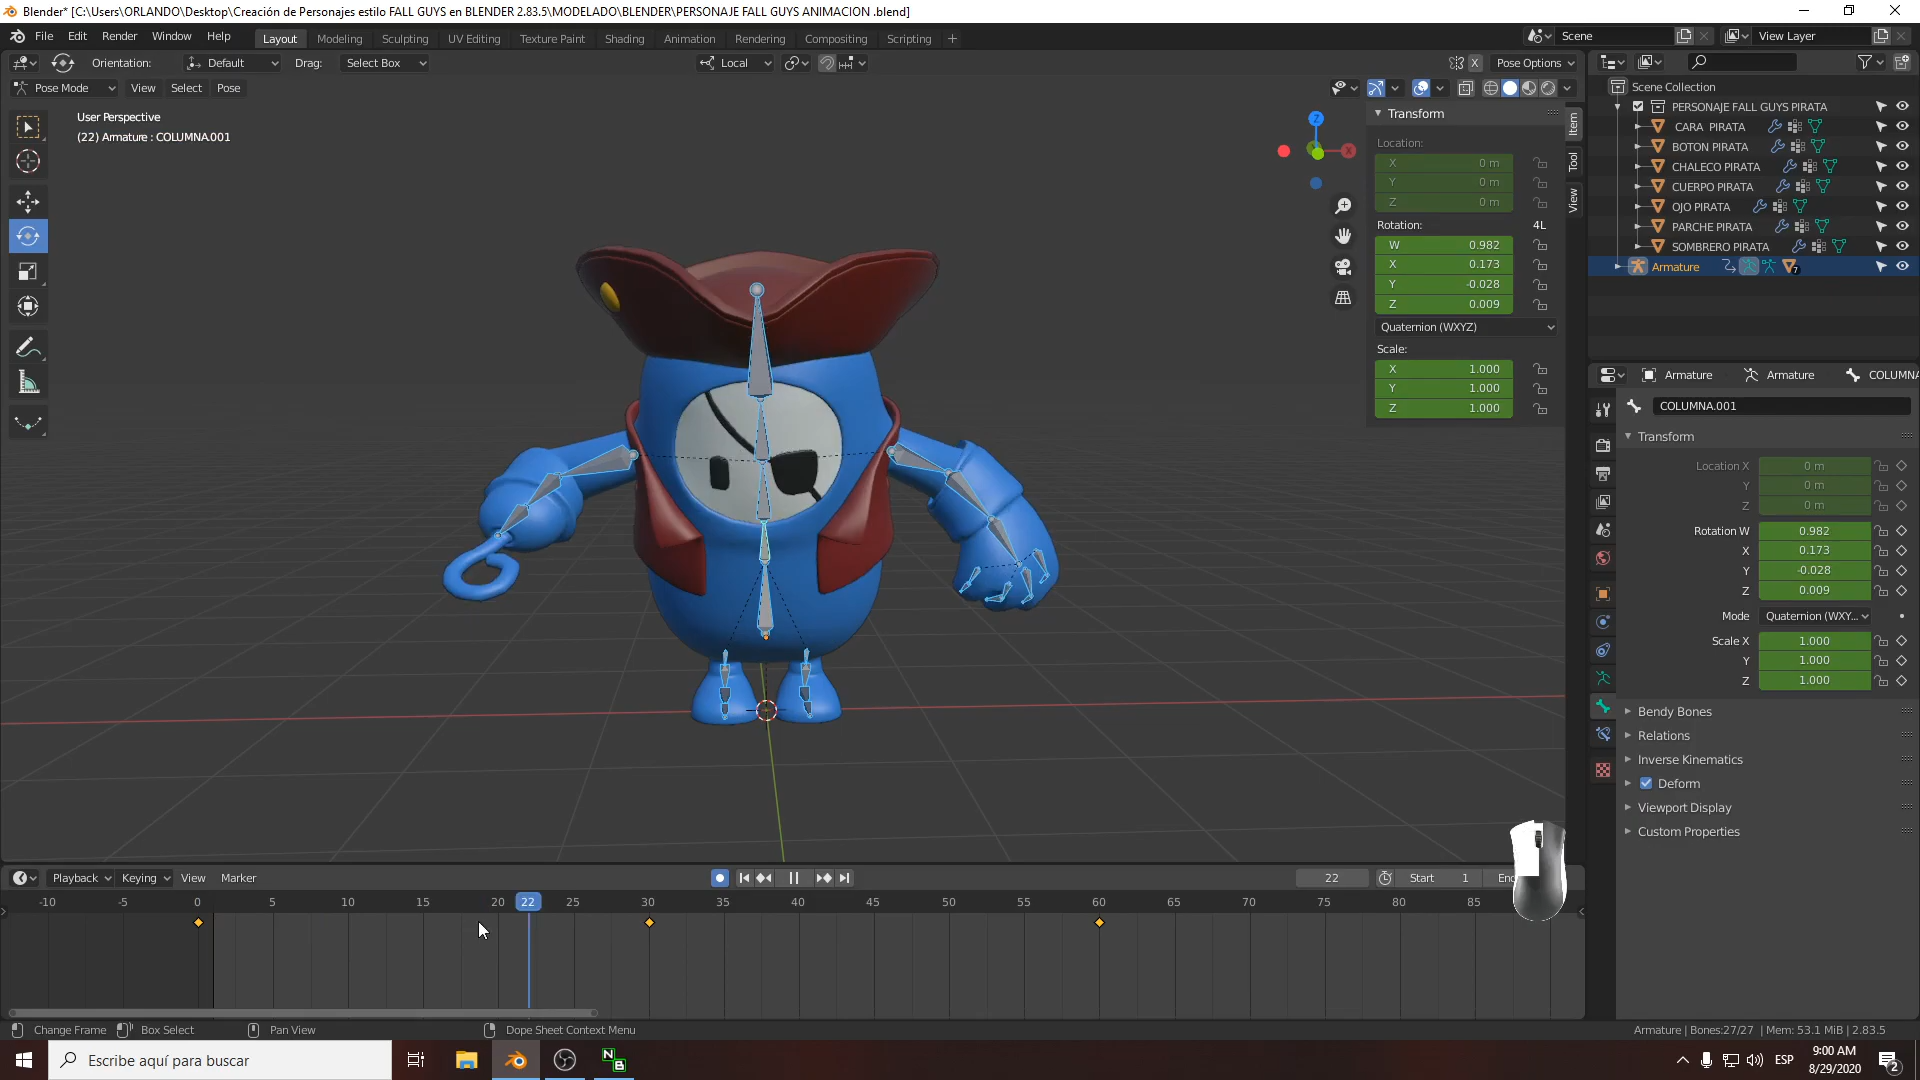 Blender* [C:\Users\ORLANDO\Desktop\Creación de Personajes estilo FALL GUYS en BLENDER 2.83.5\MODELADO\BLENDER\PERSONAJE FALL GUYS ANIMACION .blend]
File Edit Render Window Help Layout Modeling Sculpting UV Editing Texture Paint Shading Animation Rendering Compositing Scripting + Scene View Layer
Orientation: Default Drag: Select Box Local X Pose Options
Pose Mode View Select Pose
User Perspective
(22) Armature : COLUMNA.001
Z
X
Transform
Location:
X 0 m
Y 0 m
Z 0 m
Rotation: 4L
W 0.982
X 0.173
Y -0.028
Z 0.009
Quaternion (WXYZ)
Scale:
X 1.000
Y 1.000
Z 1.000
Item
Tool
View
Scene Collection
PERSONAJE FALL GUYS PIRATA
CARA PIRATA
BOTON PIRATA
CHALECO PIRATA
CUERPO PIRATA
OJO PIRATA
PARCHE PIRATA
SOMBRERO PIRATA
Armature 7
Armature Armature COLUMNA
COLUMNA.001
Transform
Location X 0 m
Y 0 m
Z 0 m
Rotation W 0.982
X 0.173
Y -0.028
Z 0.009
Mode Quaternion (WXY...
Scale X 1.000
Y 1.000
Z 1.000
Bendy Bones
Relations
Inverse Kinematics
Deform
Viewport Display
Custom Properties
Playback Keying View Marker 22 Start 1 End
-10 -5 0 5 10 15 20 22 25 30 35 40 45 50 55 60 65 70 75 80 85
Change Frame Box Select Pan View Dope Sheet Context Menu Armature | Bones:27/27 | Mem: 53.1 MiB | 2.83.5
Escribe aquí para buscar
N B
ESP
9:00 AM
8/29/2020
2